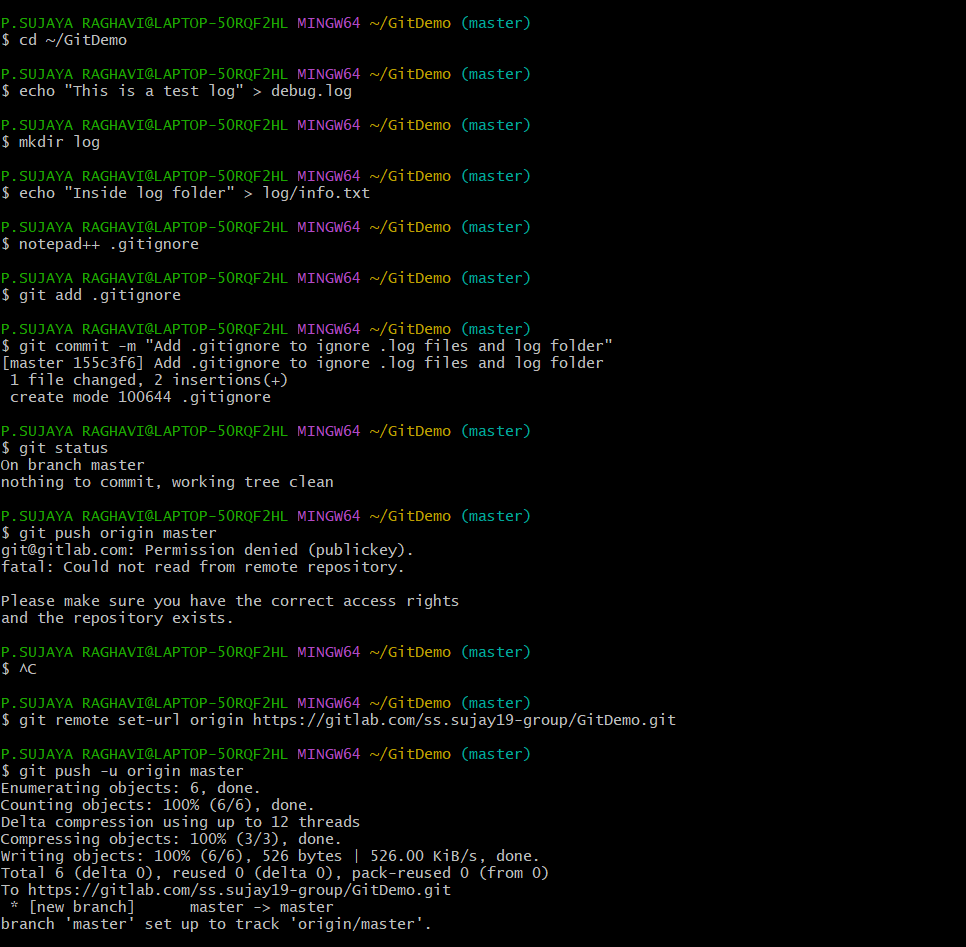 P.SUJAYA RAGHAVI@LAPTOP-5ORQF2HL MINGW64 ~/GitDemo (master)
$ cd ~/GitDemo
P.SUJAYA RAGHAVI@LAPTOP-5ORQF2HL MINGW64 ~/GitDemo (master)
$ echo "This is a test log" > debug.log
P.SUJAYA RAGHAVI@LAPTOP-5ORQF2HL MINGW64 ~/GitDemo (master)
$ mkdir log
P.SUJAYA RAGHAVI@LAPTOP-5ORQF2HL MINGW64 ~/GitDemo (master)
$ echo "Inside log folder" > log/info.txt
P.SUJAYA RAGHAVI@LAPTOP-5ORQF2HL MINGW64 ~/GitDemo (master)
$ notepad++ .gitignore
P.SUJAYA RAGHAVI@LAPTOP-5ORQF2HL MINGW64 ~/GitDemo (master)
$ git add .gitignore
P.SUJAYA RAGHAVI@LAPTOP-5ORQF2HL MINGW64 ~/GitDemo (master)
$ git commit -m "Add .gitignore to ignore .log files and log folder"
[master 155c3f6] Add .gitignore to ignore .log files and log folder
 1 file changed, 2 insertions(+)
 create mode 100644 .gitignore
P.SUJAYA RAGHAVI@LAPTOP-5ORQF2HL MINGW64 ~/GitDemo (master)
$ git status
On branch master
nothing to commit, working tree clean
P.SUJAYA RAGHAVI@LAPTOP-5ORQF2HL MINGW64 ~/GitDemo (master)
$ git push origin master
git@gitlab.com: Permission denied (publickey).
fatal: Could not read from remote repository.
Please make sure you have the correct access rights
and the repository exists.
P.SUJAYA RAGHAVI@LAPTOP-5ORQF2HL MINGW64 ~/GitDemo (master)
$ ^C
P.SUJAYA RAGHAVI@LAPTOP-5ORQF2HL MINGW64 ~/GitDemo (master)
$ git remote set-url origin https://gitlab.com/ss.sujay19-group/GitDemo.git
P.SUJAYA RAGHAVI@LAPTOP-5ORQF2HL MINGW64 ~/GitDemo (master)
$ git push -u origin master
Enumerating objects: 6, done.
Counting objects: 100% (6/6), done.
Delta compression using up to 12 threads
Compressing objects: 100% (3/3), done.
Writing objects: 100% (6/6), 526 bytes | 526.00 KiB/s, done.
Total 6 (delta 0), reused 0 (delta 0), pack-reused 0 (from 0)
To https://gitlab.com/ss.sujay19-group/GitDemo.git
 * [new branch]      master -> master
branch 'master' set up to track 'origin/master'.